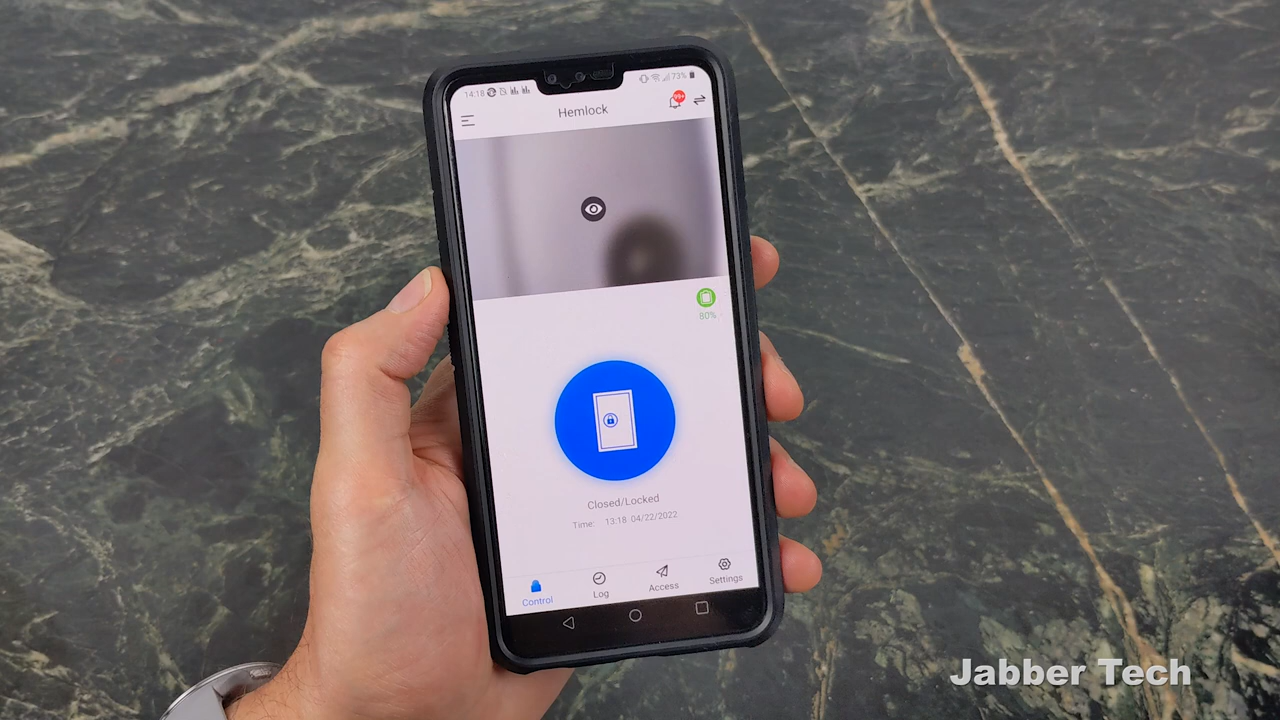 14:18
73%
Hemlock
99+
80%
Closed/Locked
Time: 13:18 04/22/2022
Control
Log
Access
Settings
Jabber Tech